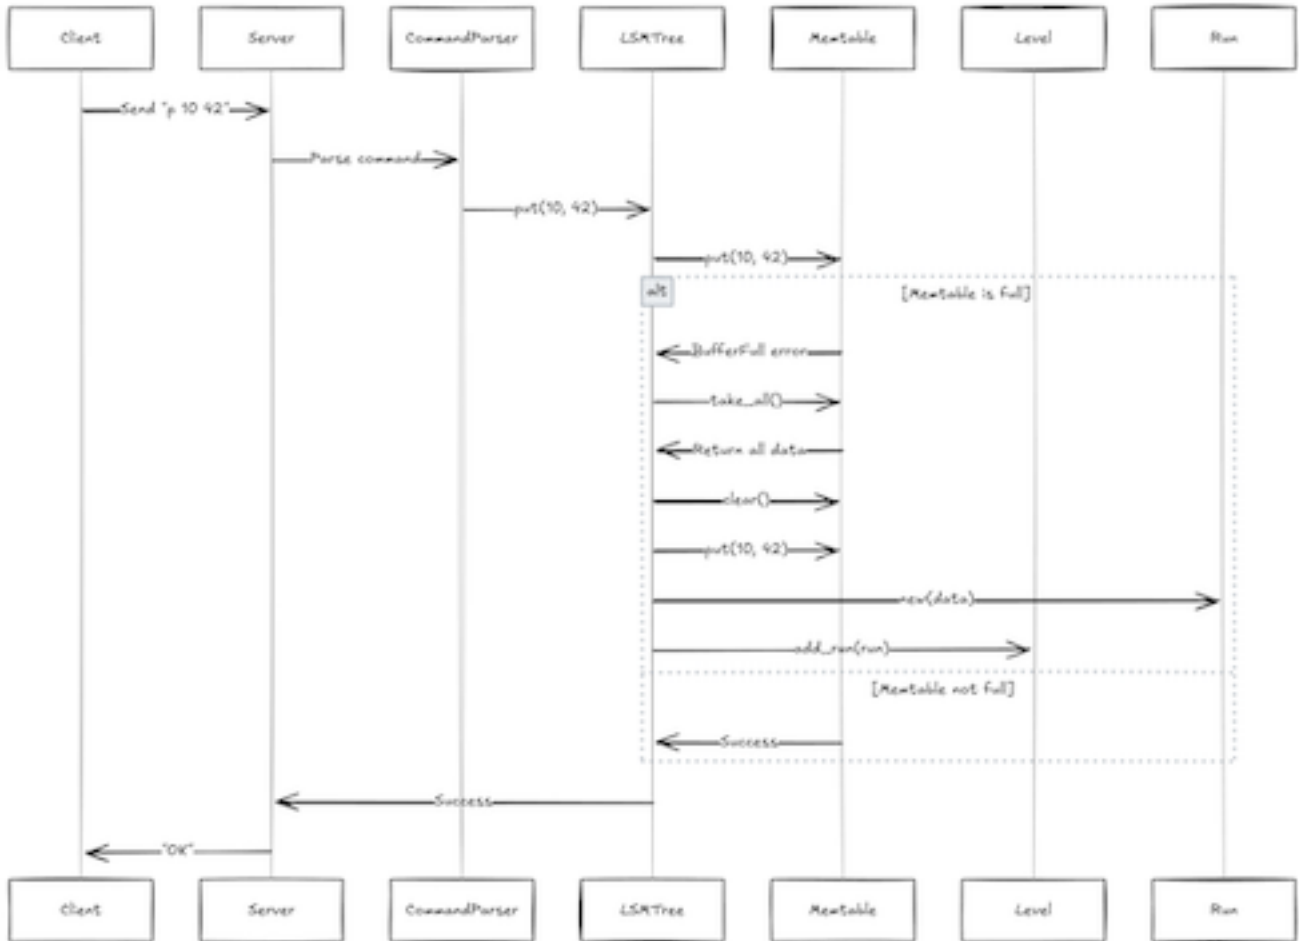 Client
Server
CommandParser
LSMTree
Memtable
Level
Run
Send "p 10 42"
Parse command
put(10, 42)
put(10, 42)
alt
[Memtable is full]
BufferFull error
take_all()
Return all data
clear()
put(10, 42)
new(data)
add_run(run)
[Memtable not full]
Success
Success
"OK"
Client
Server
CommandParser
LSMTree
Memtable
Level
Run